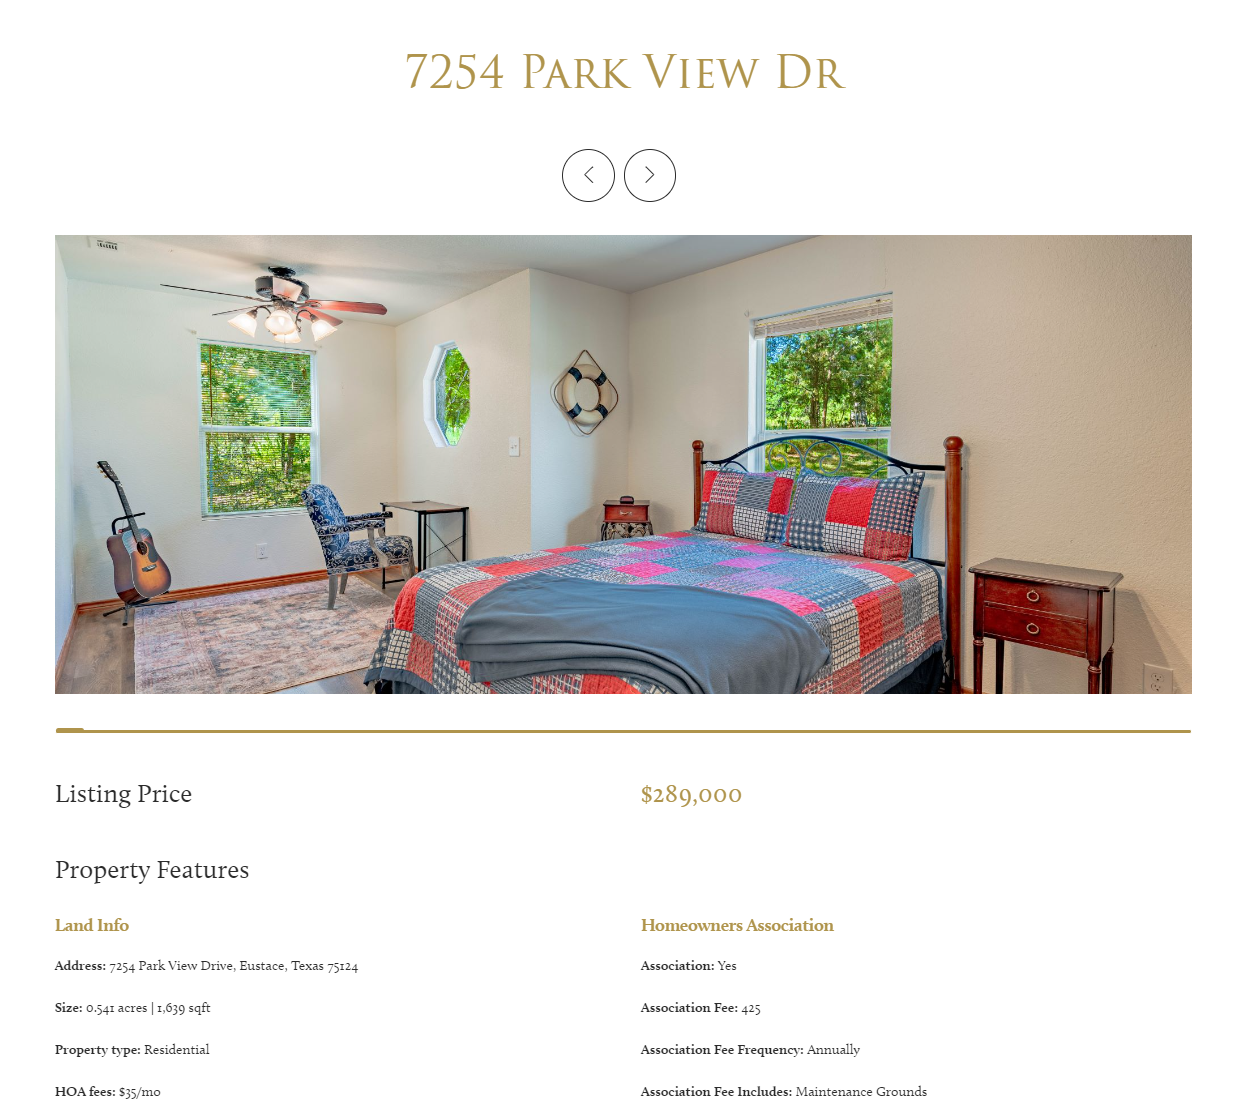 7254 Park View Dr
Listing Price
$289,000
Property Features
Land Info
Address: 7254 Park View Drive, Eustace, Texas 75124
Size: 0.541 acres | 1,639 sqft
Property type: Residential
HOA fees: $35/mo
Homeowners Association
Association: Yes
Association Fee: 425
Association Fee Frequency: Annually
Association Fee Includes: Maintenance Grounds